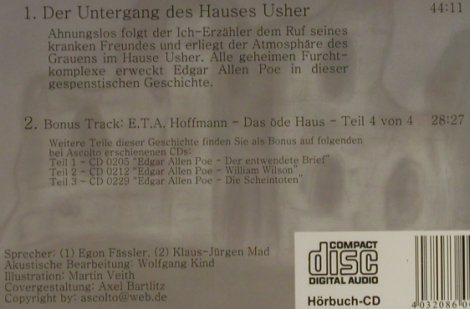 1. Der Untergang des Hauses Usher 44:11
Ahnungslos folgt der Ich-Erzähler dem Ruf seines
kranken Freundes und erliegt der Atmosphäre des
Grauens im Hause Usher. Alle geheimen Furcht-
komplexe erweckt Edgar Allen Poe in dieser
gespenstischen Geschichte.
2. Bonus Track: E.T.A. Hoffmann - Das öde Haus - Teil 4 von 4 28:27
Weitere Teile dieser Geschichte finden Sie als Bonus auf folgenden
bei Ascolto erschienenen CDs:
Teil 1 - CD 0205 "Edgar Allen Poe - Der entwendete Brief"
Teil 2 - CD 0212 "Edgar Allen Poe - William Wilson"
Teil 3 - CD 0229 "Edgar Allen Poe - Die Scheintoten"
Sprecher: (1) Egon Fässler, (2) Klaus-Jürgen Mad
Akustische Bearbeitung: Wolfgang Kind
Illustration: Martin Veith
Covergestaltung: Axel Bartlitz
Copyright by: ascolto@web.de
COMPACT
disc
DIGITAL AUDIO
Hörbuch-CD
4 032086 0